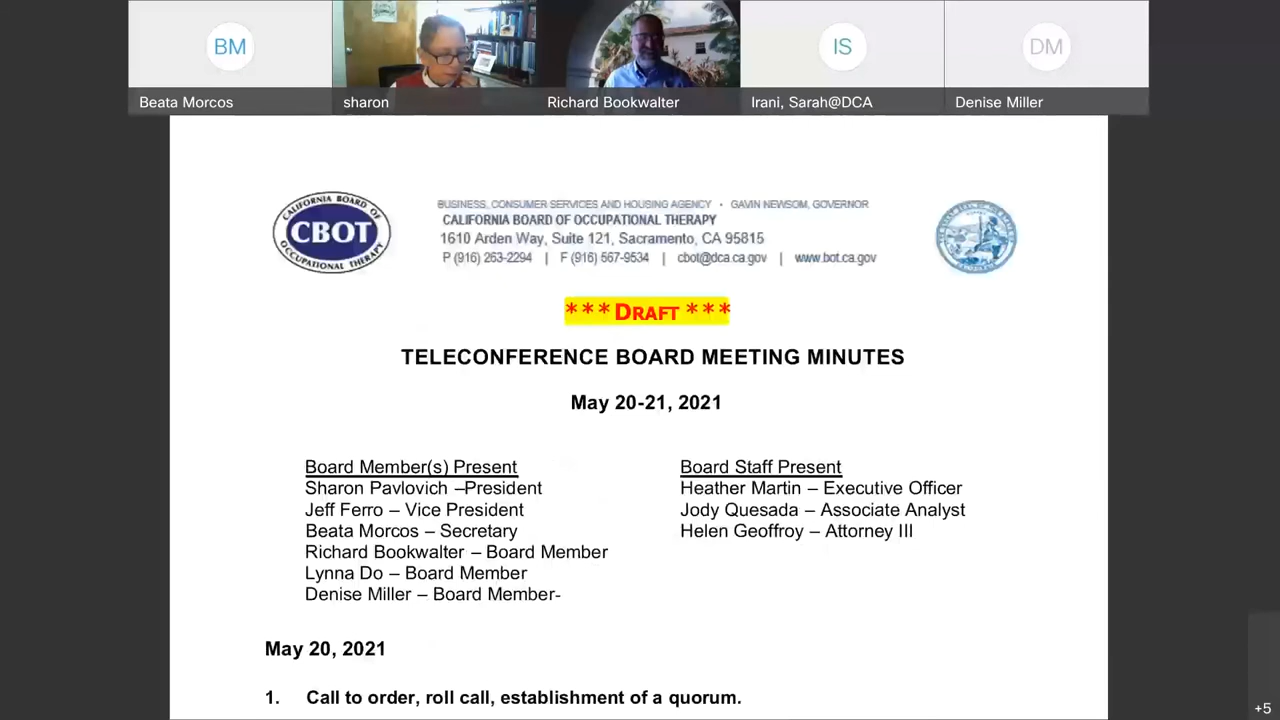 BM
IS
DM
Beata Morcos
sharon
Richard Bookwalter
Irani, Sarah@DCA
Denise Miller
CALIFORNIA BOARD OF
CBOT
OCCUPATIONAL THERAPY
BUSINESS, CONSUMER SERVICES AND HOUSING AGENCY • GAVIN NEWSOM, GOVERNOR
CALIFORNIA BOARD OF OCCUPATIONAL THERAPY
1610 Arden Way, Suite 121, Sacramento, CA 95815
P (916) 263-2294 | F (916) 567-9534 | cbot@dca.ca.gov | www.bot.ca.gov
***DRAFT ***
TELECONFERENCE BOARD MEETING MINUTES
May 20-21, 2021
Board Member(s) Present
Sharon Pavlovich –President
Jeff Ferro – Vice President
Beata Morcos – Secretary
Richard Bookwalter – Board Member
Lynna Do – Board Member
Denise Miller – Board Member-
Board Staff Present
Heather Martin – Executive Officer
Jody Quesada – Associate Analyst
Helen Geoffroy – Attorney III
May 20, 2021
1. Call to order, roll call, establishment of a quorum.
+5